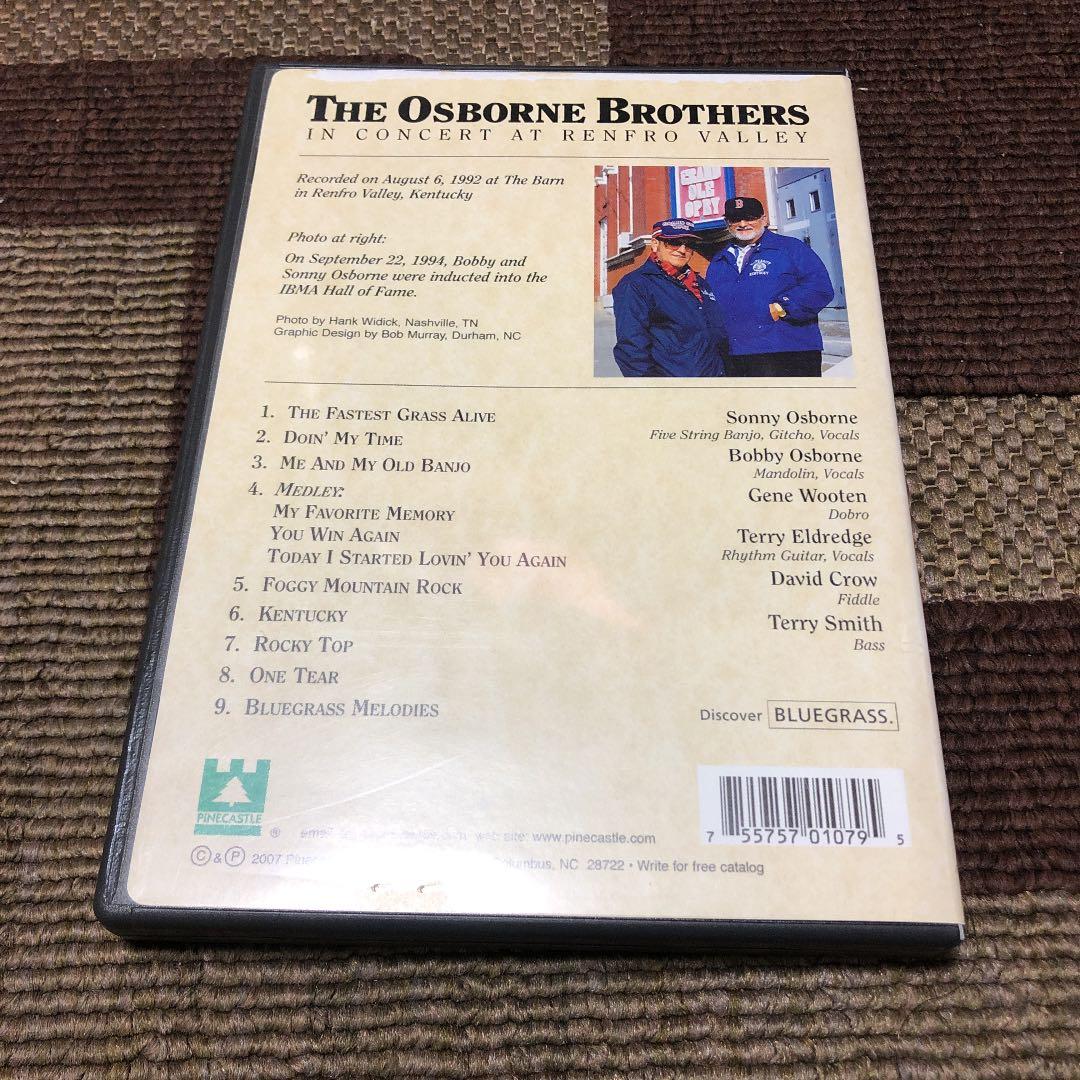 THE OSBORNE BROTHERS
IN CONCERT AT RENFRO VALLEY
Recorded on August 6, 1992 at The Barn
in Renfro Valley, Kentucky
GRAND
OLE
OPRY
B
Photo at right:
On September 22, 1994, Bobby and
Sonny Osborne were inducted into the
IBMA Hall of Fame.
Photo by Hank Widick, Nashville, TN
Graphic Design by Bob Murray, Durham, NC
1. THE FASTEST GRASS ALIVE
2. DOIN' MY TIME
3. ME AND MY OLD BANJO
4. MEDLEY:
MY FAVORITE MEMORY
YOU WIN AGAIN
TODAY I STARTED LOVIN' YOU AGAIN
5. FOGGY MOUNTAIN ROCK
6. KENTUCKY
7. ROCKY TOP
8. ONE TEAR
9. BLUEGRASS MELODIES
Sonny Osborne
Five String Banjo, Gitcho, Vocals
Bobby Osborne
Mandolin, Vocals
Gene Wooten
Dobro
Terry Eldredge
Rhythm Guitar, Vocals
David Crow
Fiddle
Terry Smith
Bass
Discover BLUEGRASS.
PINECASTLE ®
web site: www.pinecastle.com
© & ℗ 2007 Columbus, NC 28722 • Write for free catalog
7 55757 01079 5